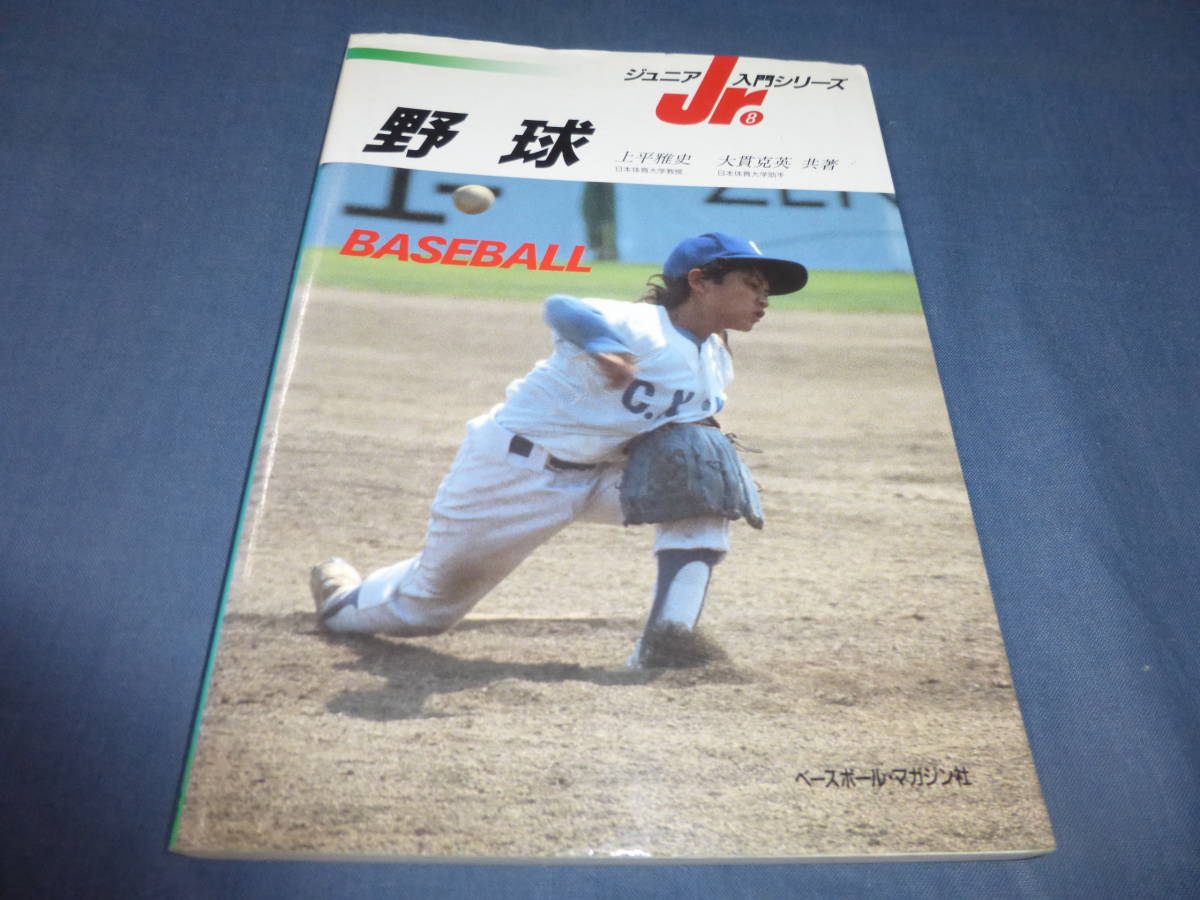 ジュニア Jr. 入門シリーズ
8
野球
上平雅史 大貫克英 共著
日本体育大学教授 日本体育大学助手
BASEBALL
ベースボール・マガジン社